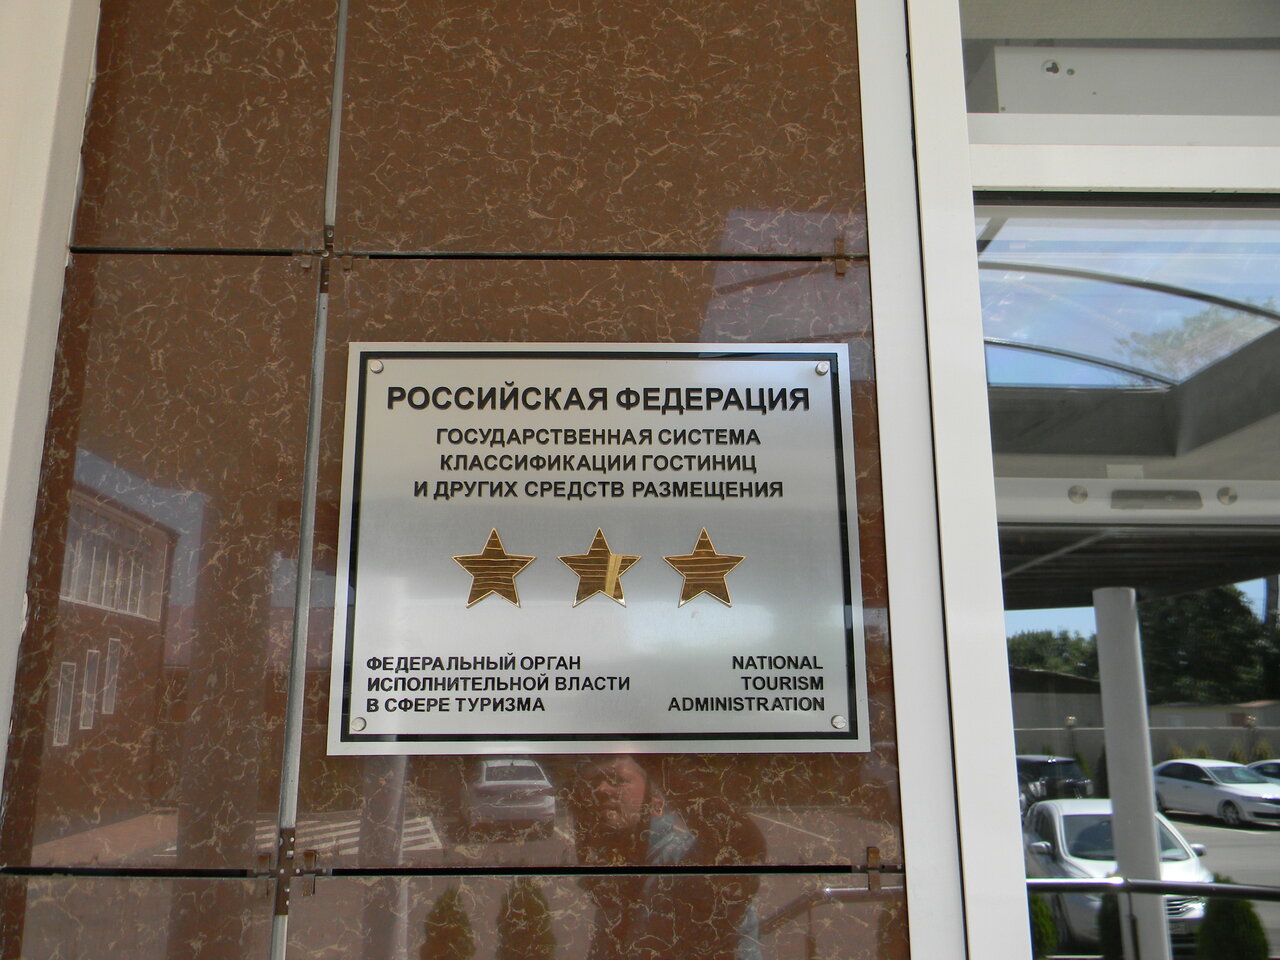 РОССИЙСКАЯ ФЕДЕРАЦИЯ
ГОСУДАРСТВЕННАЯ СИСТЕМА
КЛАССИФИКАЦИИ ГОСТИНИЦ
И ДРУГИХ СРЕДСТВ РАЗМЕЩЕНИЯ
ФЕДЕРАЛЬНЫЙ ОРГАН
ИСПОЛНИТЕЛЬНОЙ ВЛАСТИ
В СФЕРЕ ТУРИЗМА
NATIONAL
TOURISM
ADMINISTRATION